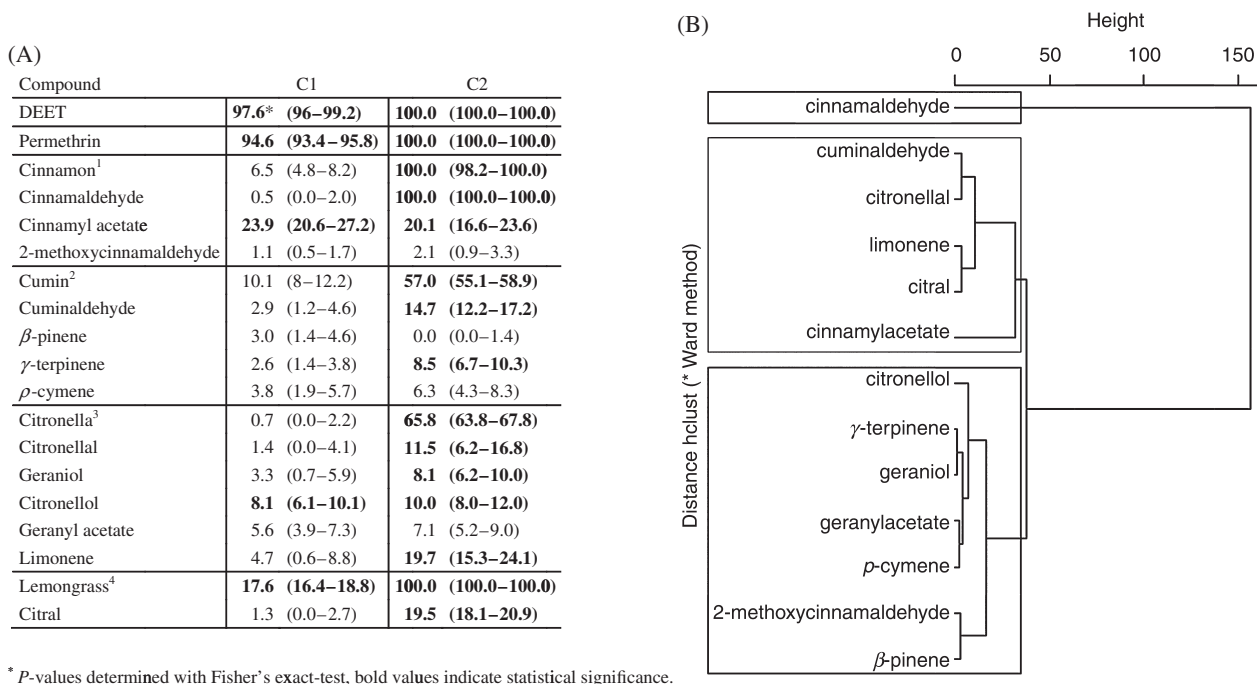 (A)
Compound C1 C2
DEET 97.6* (96–99.2) 100.0 (100.0–100.0)
Permethrin 94.6 (93.4–95.8) 100.0 (100.0–100.0)
Cinnamon1 6.5 (4.8–8.2) 100.0 (98.2–100.0)
Cinnamaldehyde 0.5 (0.0–2.0) 100.0 (100.0–100.0)
Cinnamyl acetate 23.9 (20.6–27.2) 20.1 (16.6–23.6)
2-methoxycinnamaldehyde 1.1 (0.5–1.7) 2.1 (0.9–3.3)
Cumin2 10.1 (8–12.2) 57.0 (55.1–58.9)
Cuminaldehyde 2.9 (1.2–4.6) 14.7 (12.2–17.2)
β-pinene 3.0 (1.4–4.6) 0.0 (0.0–1.4)
γ-terpinene 2.6 (1.4–3.8) 8.5 (6.7–10.3)
ρ-cymene 3.8 (1.9–5.7) 6.3 (4.3–8.3)
Citronella3 0.7 (0.0–2.2) 65.8 (63.8–67.8)
Citronellal 1.4 (0.0–4.1) 11.5 (6.2–16.8)
Geraniol 3.3 (0.7–5.9) 8.1 (6.2–10.0)
Citronellol 8.1 (6.1–10.1) 10.0 (8.0–12.0)
Geranyl acetate 5.6 (3.9–7.3) 7.1 (5.2–9.0)
Limonene 4.7 (0.6–8.8) 19.7 (15.3–24.1)
Lemongrass4 17.6 (16.4–18.8) 100.0 (100.0–100.0)
Citral 1.3 (0.0–2.7) 19.5 (18.1–20.9)
* P-values determined with Fisher's exact-test, bold values indicate statistical significance.
(B)
Height
0 50 100 150
Distance hclust (* Ward method)
cinnamaldehyde
cuminaldehyde
citronellal
limonene
citral
cinnamylacetate
citronellol
γ-terpinene
geraniol
geranylacetate
p-cymene
2-methoxycinnamaldehyde
β-pinene